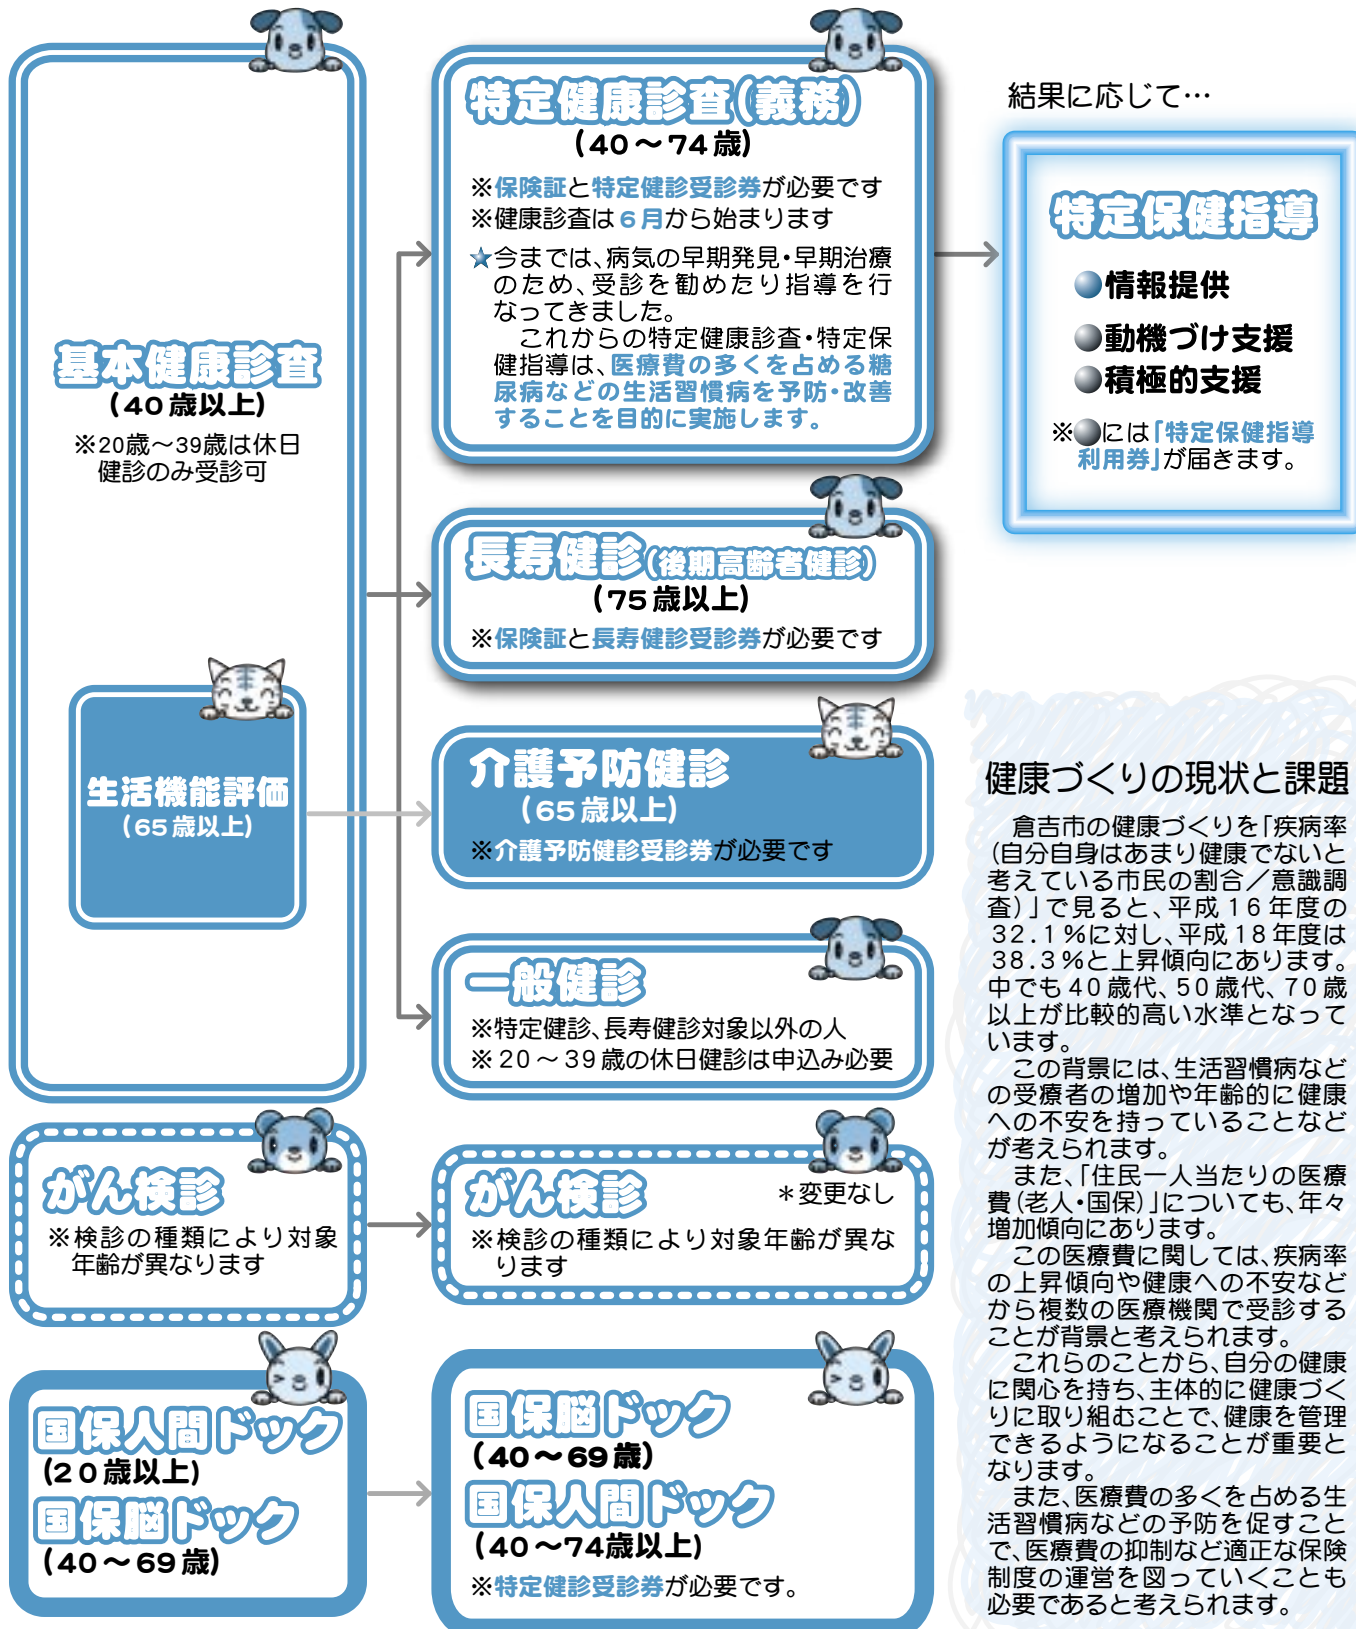 基本健康診査
(40歳以上)
※20歳～39歳は休日
健診のみ受診可
生活機能評価
(65歳以上)
がん検診
※検診の種類により対象
年齢が異なります
国保人間ドック
(20歳以上)
国保脳ドック
(40～69歳)
特定健康診査(義務)
(40～74歳)
※保険証と特定健診受診券が必要です
※健康診査は6月から始まります
★今までは、病気の早期発見・早期治療
のため、受診を勧めたり指導を行
なってきました。
これからの特定健康診査・特定保
健指導は、医療費の多くを占める糖
尿病などの生活習慣病を予防・改善
することを目的に実施します。
長寿健診(後期高齢者健診)
(75歳以上)
※保険証と長寿健診受診券が必要です
介護予防健診
(65歳以上)
※介護予防健診受診券が必要です
一般健診
※特定健診、長寿健診対象以外の人
※20～39歳の休日健診は申込み必要
がん検診
＊変更なし
※検診の種類により対象年齢が異な
ります
国保脳ドック
(40～69歳)
国保人間ドック
(40～74歳以上)
※特定健診受診券が必要です。
結果に応じて…
特定保健指導
●情報提供
●動機づけ支援
●積極的支援
※●には「特定保健指導
利用券」が届きます。
健康づくりの現状と課題
倉吉市の健康づくりを「疾病率
(自分自身はあまり健康でないと
考えている市民の割合／意識調
査)」で見ると、平成16年度の
32.1%に対し、平成18年度は
38.3%と上昇傾向にあります。
中でも40歳代、50歳代、70歳
以上が比較的高い水準となって
います。
この背景には、生活習慣病など
の受療者の増加や年齢的に健康
への不安を持っていることなど
が考えられます。
また、「住民一人当たりの医療
費(老人・国保)」についても、年々
増加傾向にあります。
この医療費に関しては、疾病率
の上昇傾向や健康への不安など
から複数の医療機関で受診する
ことが背景と考えられます。
これらのことから、自分の健康
に関心を持ち、主体的に健康づく
りに取り組むことで、健康を管理
できるようになることが重要と
なります。
また、医療費の多くを占める生
活習慣病などの予防を促すこと
で、医療費の抑制など適正な保険
制度の運営を図っていくことも
必要であると考えられます。